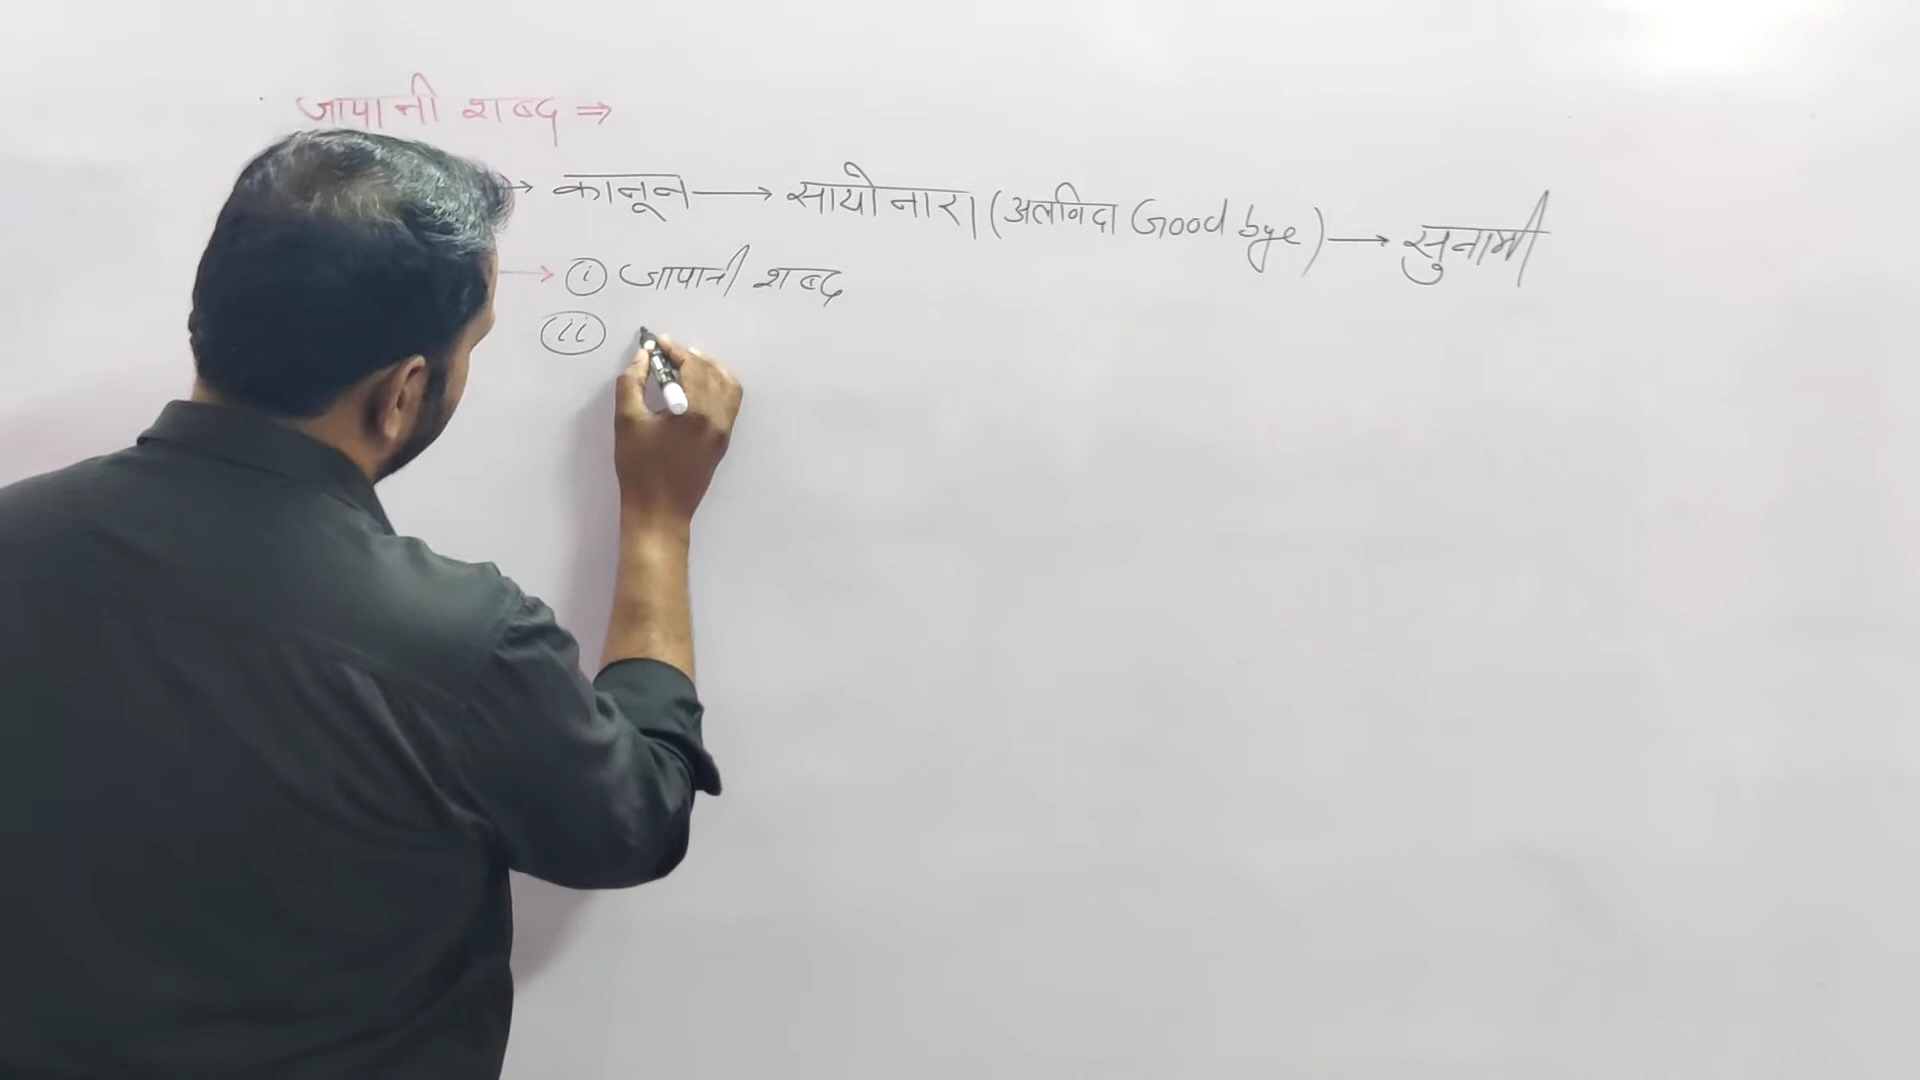 जापानी शब्द ⇒
→ कानून → सायोनारा (अलविदा Good bye) → सुनामी
→ (i) जापानी शब्द
(ii)